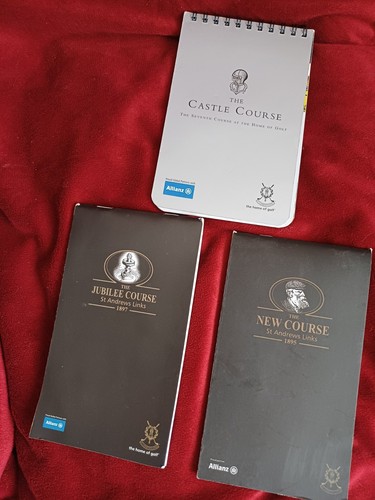 THE
CASTLE COURSE
THE SEVENTH COURSE AT THE HOME OF GOLF
Allianz
the home of golf
THE
JUBILEE COURSE
St Andrews Links
1897
Allianz
the home of golf
THE
NEW COURSE
St Andrews Links
1895
Allianz